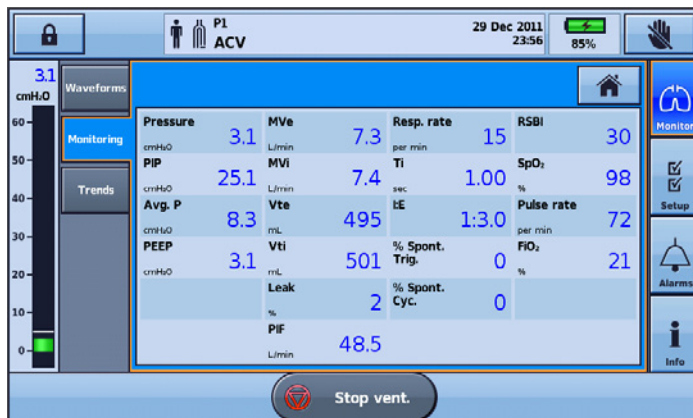 P1
ACV
29 Dec 2011
23:56
85%
3.1
cmH₂O
60
50
40
30
20
10
0
Waveforms
Monitoring
Trends
Pressure
cmH₂O
3.1
MVe
L/min
7.3
Resp. rate
per min
15
RSBI
30
PIP
cmH₂O
25.1
MVi
L/min
7.4
Ti
sec
1.00
SpO₂
%
98
Avg. P
cmH₂O
8.3
Vte
mL
495
I:E
1:3.0
Pulse rate
per min
72
PEEP
cmH₂O
3.1
Vti
mL
501
% Spont.
Trig.
0
FiO₂
%
21
Leak
%
2
% Spont.
Cyc.
0
PIF
L/min
48.5
Monitor
Setup
Alarms
Info
Stop vent.